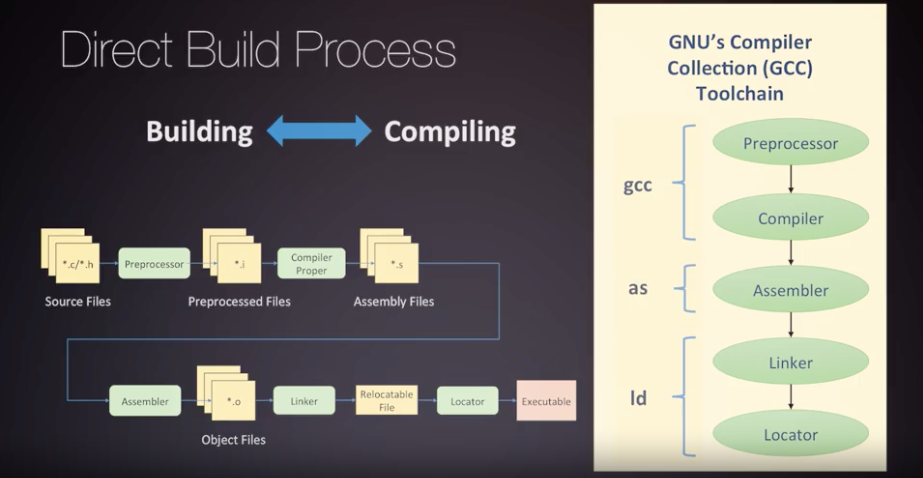 Direct Build Process
Building
Compiling
*.c/*.h
Source Files
Preprocessor
*.i
Preprocessed Files
Compiler
Proper
*.s
Assembly Files
Assembler
*.o
Object Files
Linker
Relocatable
File
Locator
Executable
GNU's Compiler
Collection (GCC)
Toolchain
gcc
Preprocessor
Compiler
as
Assembler
ld
Linker
Locator